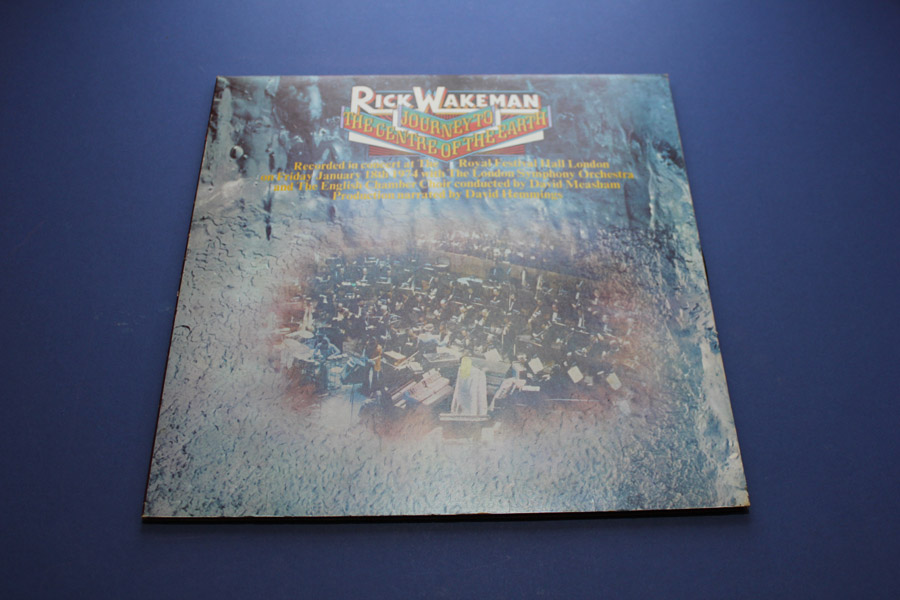 RICK WAKEMAN
JOURNEY TO
THE CENTRE OF THE EARTH
Recorded in concert at The Royal Festival Hall London
on Friday January 18th 1974 with The London Symphony Orchestra
and The English Chamber Choir conducted by David Measham
Production narrated by David Hemmings